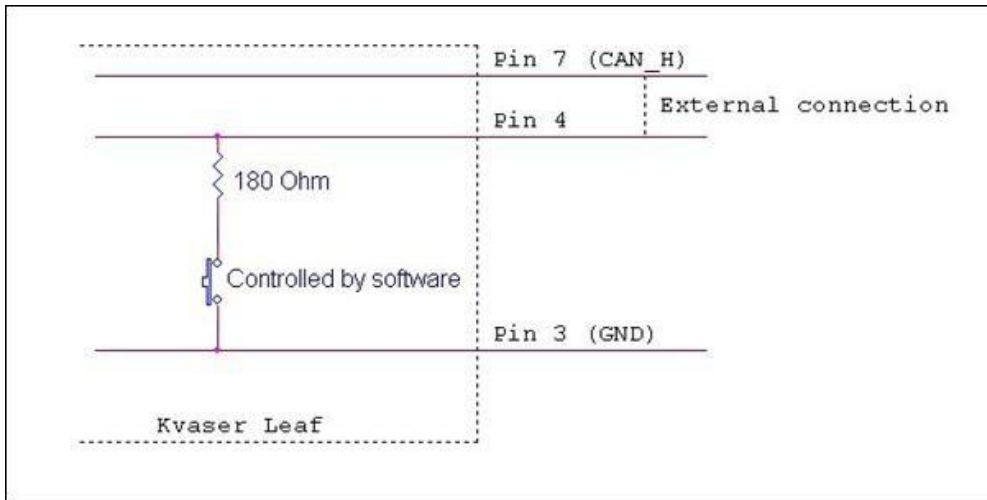 Pin 7 (CAN_H)
External connection
Pin 4
180 Ohm
Controlled by software
Pin 3 (GND)
Kvaser Leaf